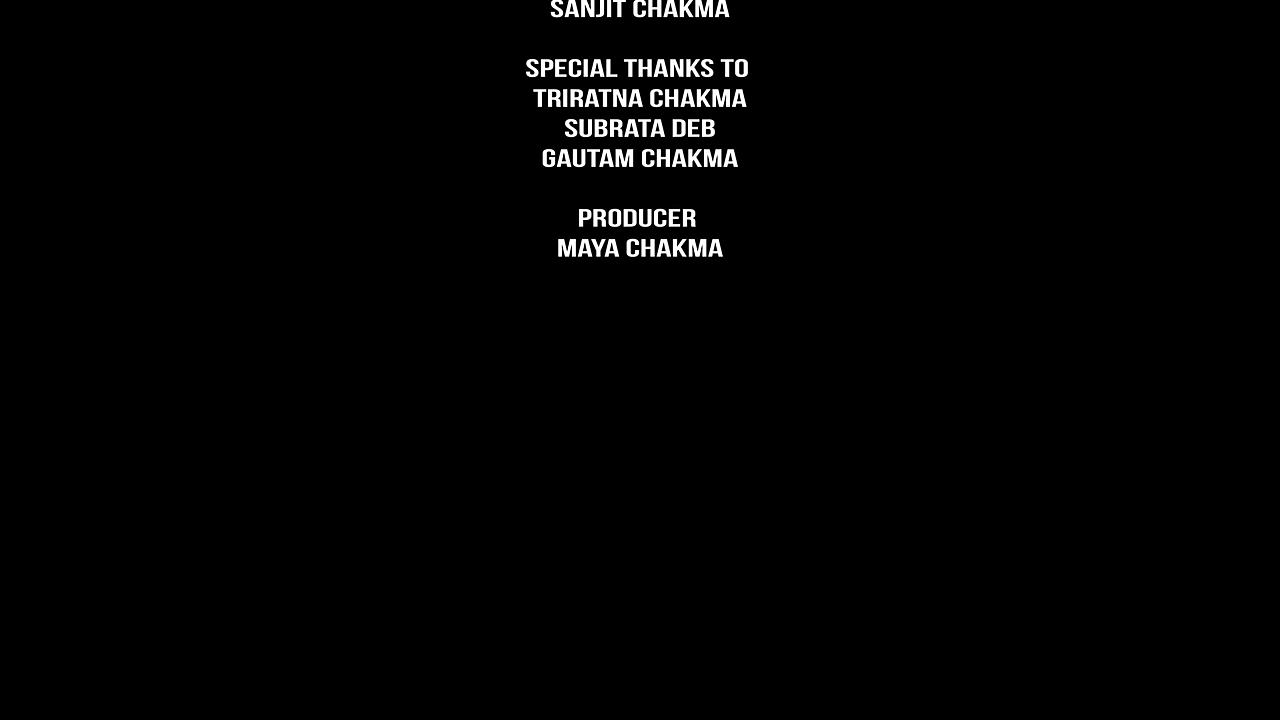 SANJIT CHAKMA
SPECIAL THANKS TO
TRIRATNA CHAKMA
SUBRATA DEB
GAUTAM CHAKMA
PRODUCER
MAYA CHAKMA